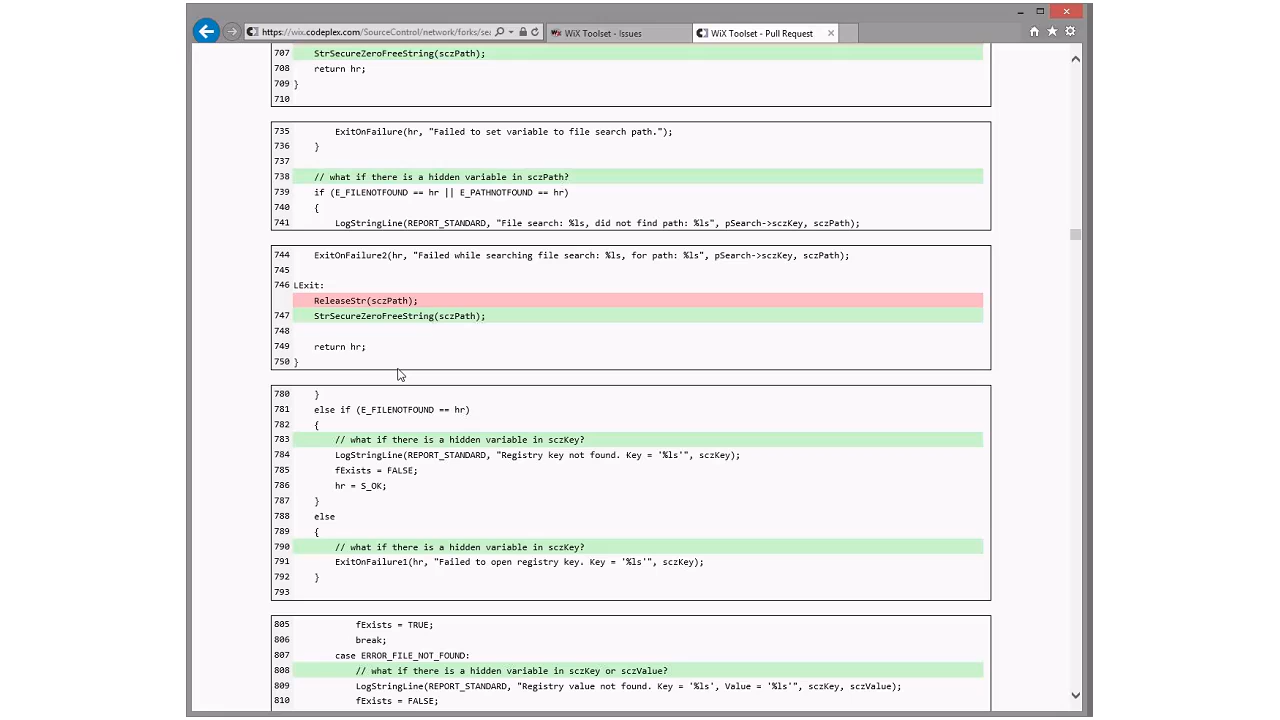 https://wix.codeplex.com/SourceControl/network/forks/sea
WiX Toolset - Issues
WiX Toolset - Pull Request
707 StrSecureZeroFreeString(sczPath);
708 return hr;
709 }
710
735 ExitOnFailure(hr, "Failed to set variable to file search path.");
736 }
737
738 // what if there is a hidden variable in sczPath?
739 if (E_FILENOTFOUND == hr || E_PATHNOTFOUND == hr)
740 {
741 LogStringLine(REPORT_STANDARD, "File search: %ls, did not find path: %ls", pSearch->sczKey, sczPath);
744 ExitOnFailure2(hr, "Failed while searching file search: %ls, for path: %ls", pSearch->sczKey, sczPath);
745
746 LExit:
ReleaseStr(sczPath);
747 StrSecureZeroFreeString(sczPath);
748
749 return hr;
750 }
780 }
781 else if (E_FILENOTFOUND == hr)
782 {
783 // what if there is a hidden variable in sczKey?
784 LogStringLine(REPORT_STANDARD, "Registry key not found. Key = '%ls'", sczKey);
785 fExists = FALSE;
786 hr = S_OK;
787 }
788 else
789 {
790 // what if there is a hidden variable in sczKey?
791 ExitOnFailure1(hr, "Failed to open registry key. Key = '%ls'", sczKey);
792 }
793
805 fExists = TRUE;
806 break;
807 case ERROR_FILE_NOT_FOUND:
808 // what if there is a hidden variable in sczKey or sczValue?
809 LogStringLine(REPORT_STANDARD, "Registry value not found. Key = '%ls', Value = '%ls'", sczKey, sczValue);
810 fExists = FALSE;